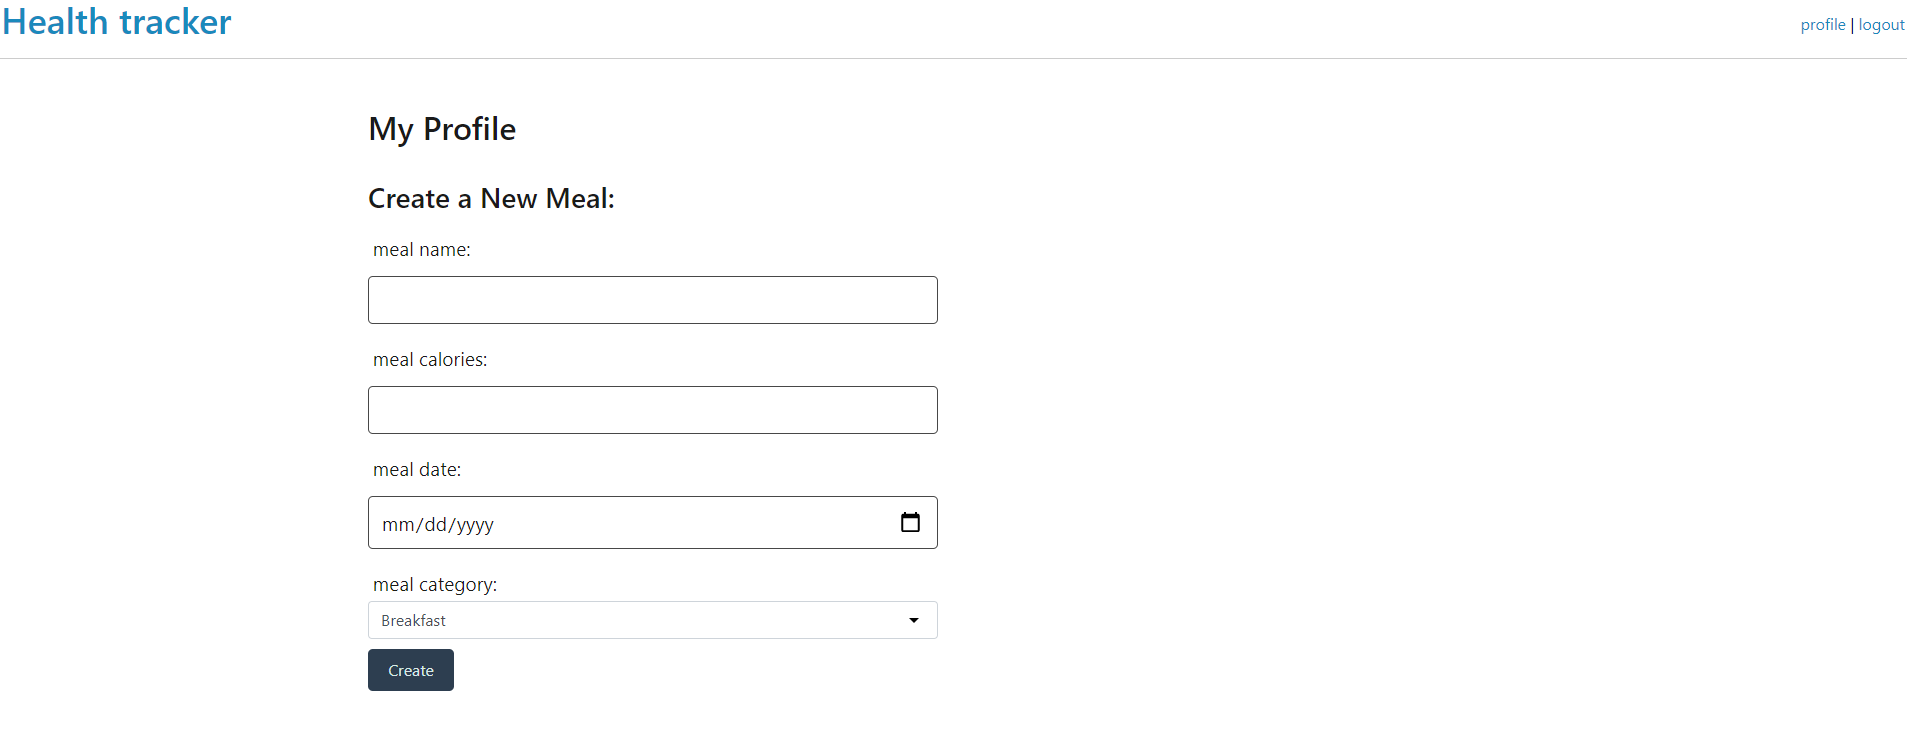 Health tracker
profile | logout
My Profile
Create a New Meal:
meal name:
meal calories:
meal date:
mm/dd/yyyy
meal category:
Breakfast
Create